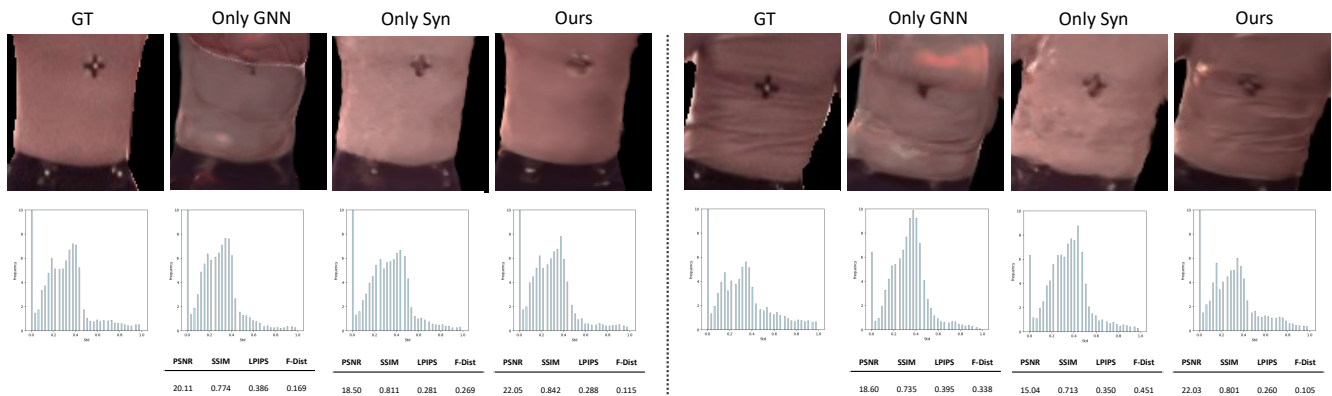 GT Only GNN Only Syn Ours GT Only GNN Only Syn Ours
PSNR SSIM LPIPS F-Dist PSNR SSIM LPIPS F-Dist PSNR SSIM LPIPS F-Dist PSNR SSIM LPIPS F-Dist PSNR SSIM LPIPS F-Dist PSNR SSIM LPIPS F-Dist
20.11 0.774 0.386 0.169 18.50 0.811 0.281 0.269 22.05 0.842 0.288 0.115 18.60 0.735 0.395 0.338 15.04 0.713 0.350 0.451 22.03 0.801 0.260 0.105